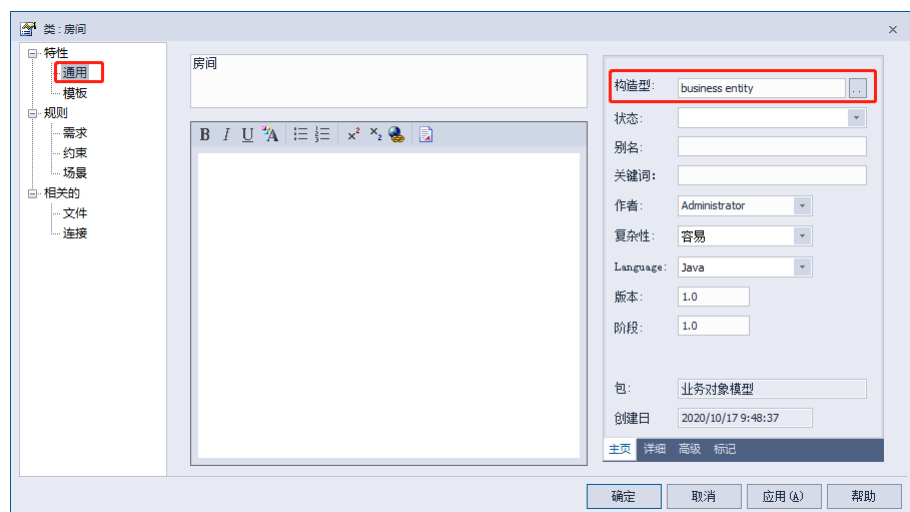 类:房间
特性
通用
模板
规则
需求
约束
场景
相关的
文件
连接
房间
B I U A x² ×₂
构造型: business entity ..
状态:
别名:
关键词:
作者: Administrator
复杂性: 容易
Language: Java
版本: 1.0
阶段: 1.0
包: 业务对象模型
创建日 2020/10/17 9:48:37
主页 详细 高级 标记
确定 取消 应用(A) 帮助